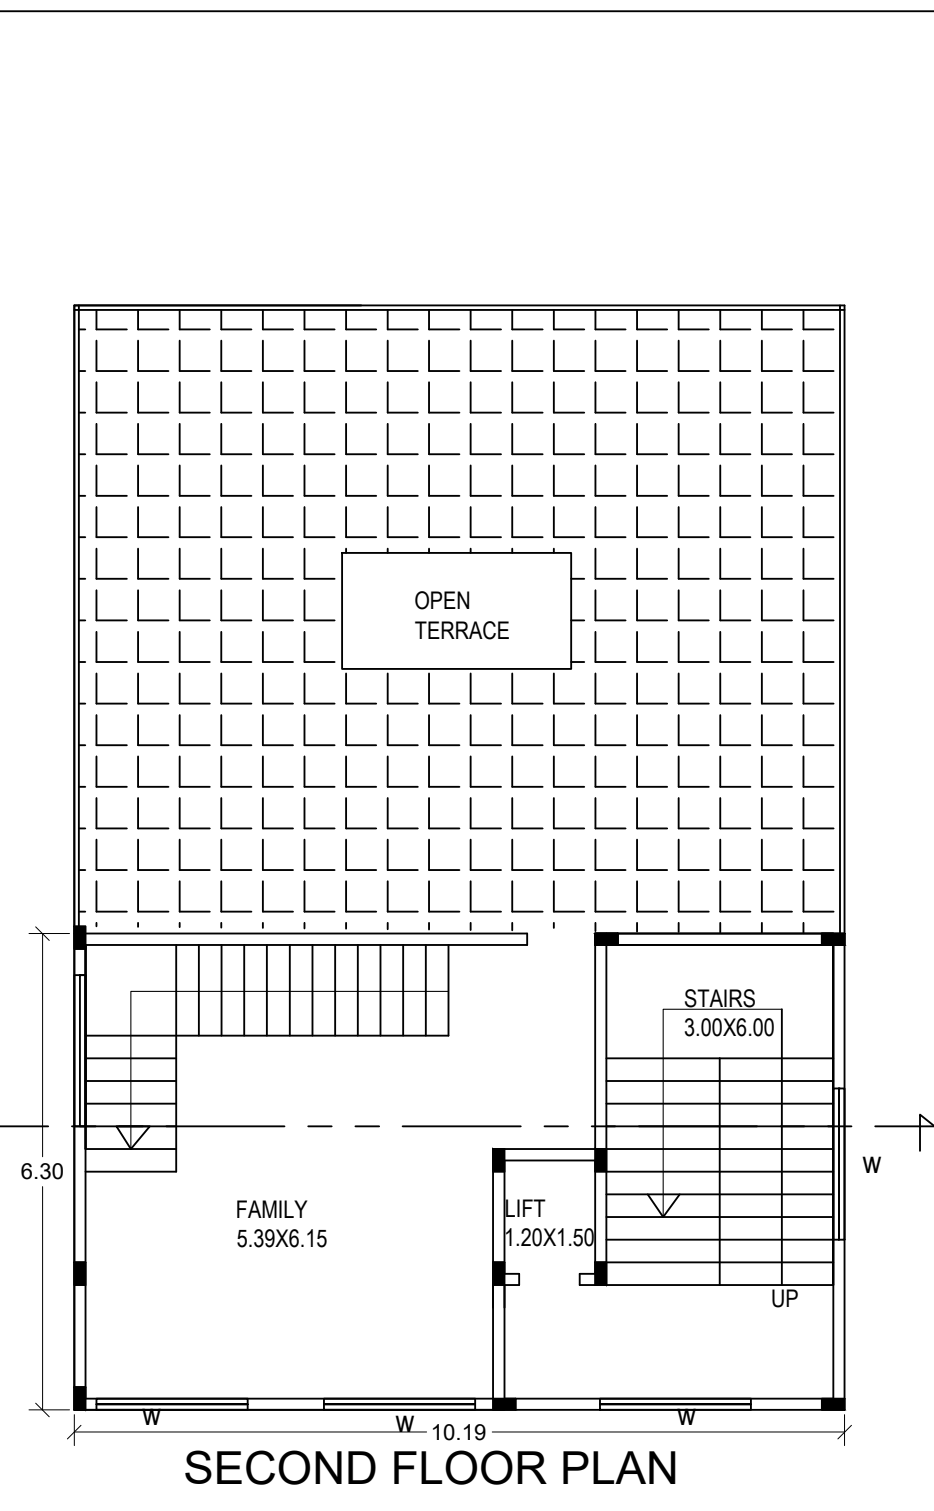 OPEN
TERRACE
STAIRS
3.00X6.00
6.30
W
FAMILY
5.39X6.15
LIFT
1.20X1.50
UP
W
W
W
10.19
SECOND FLOOR PLAN